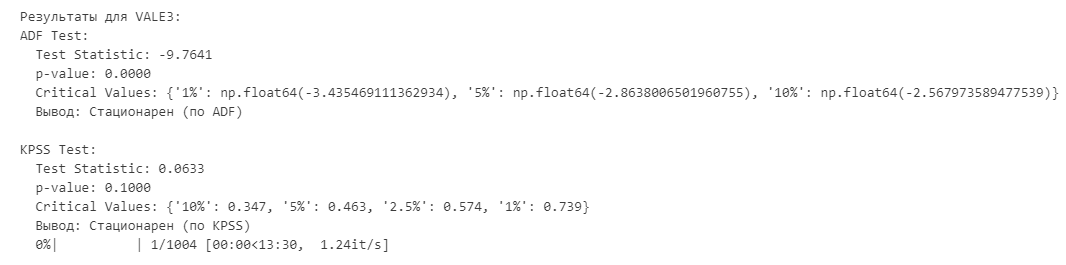 Результаты для VALE3:
ADF Test:
Test Statistic: -9.7641
p-value: 0.0000
Critical Values: {'1%': np.float64(-3.435469111362934), '5%': np.float64(-2.8638006501960755), '10%': np.float64(-2.567973589477539)}
Вывод: Стационарен (по ADF)
KPSS Test:
Test Statistic: 0.0633
p-value: 0.1000
Critical Values: {'10%': 0.347, '5%': 0.463, '2.5%': 0.574, '1%': 0.739}
Вывод: Стационарен (по KPSS)
0%|          | 1/1004 [00:00<13:30,  1.24it/s]